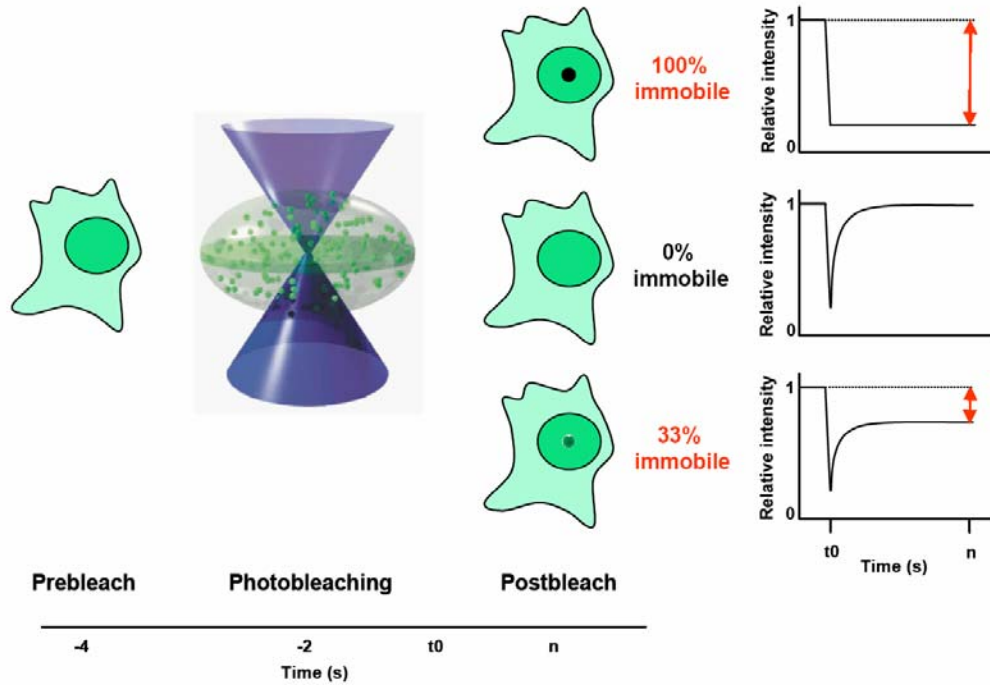 100%
immobile
Relative intensity
1
0
0%
immobile
Relative intensity
1
0
33%
immobile
Relative intensity
1
0
t0 n
Time (s)
Prebleach Photobleaching Postbleach
-4 -2 t0 n
Time (s)